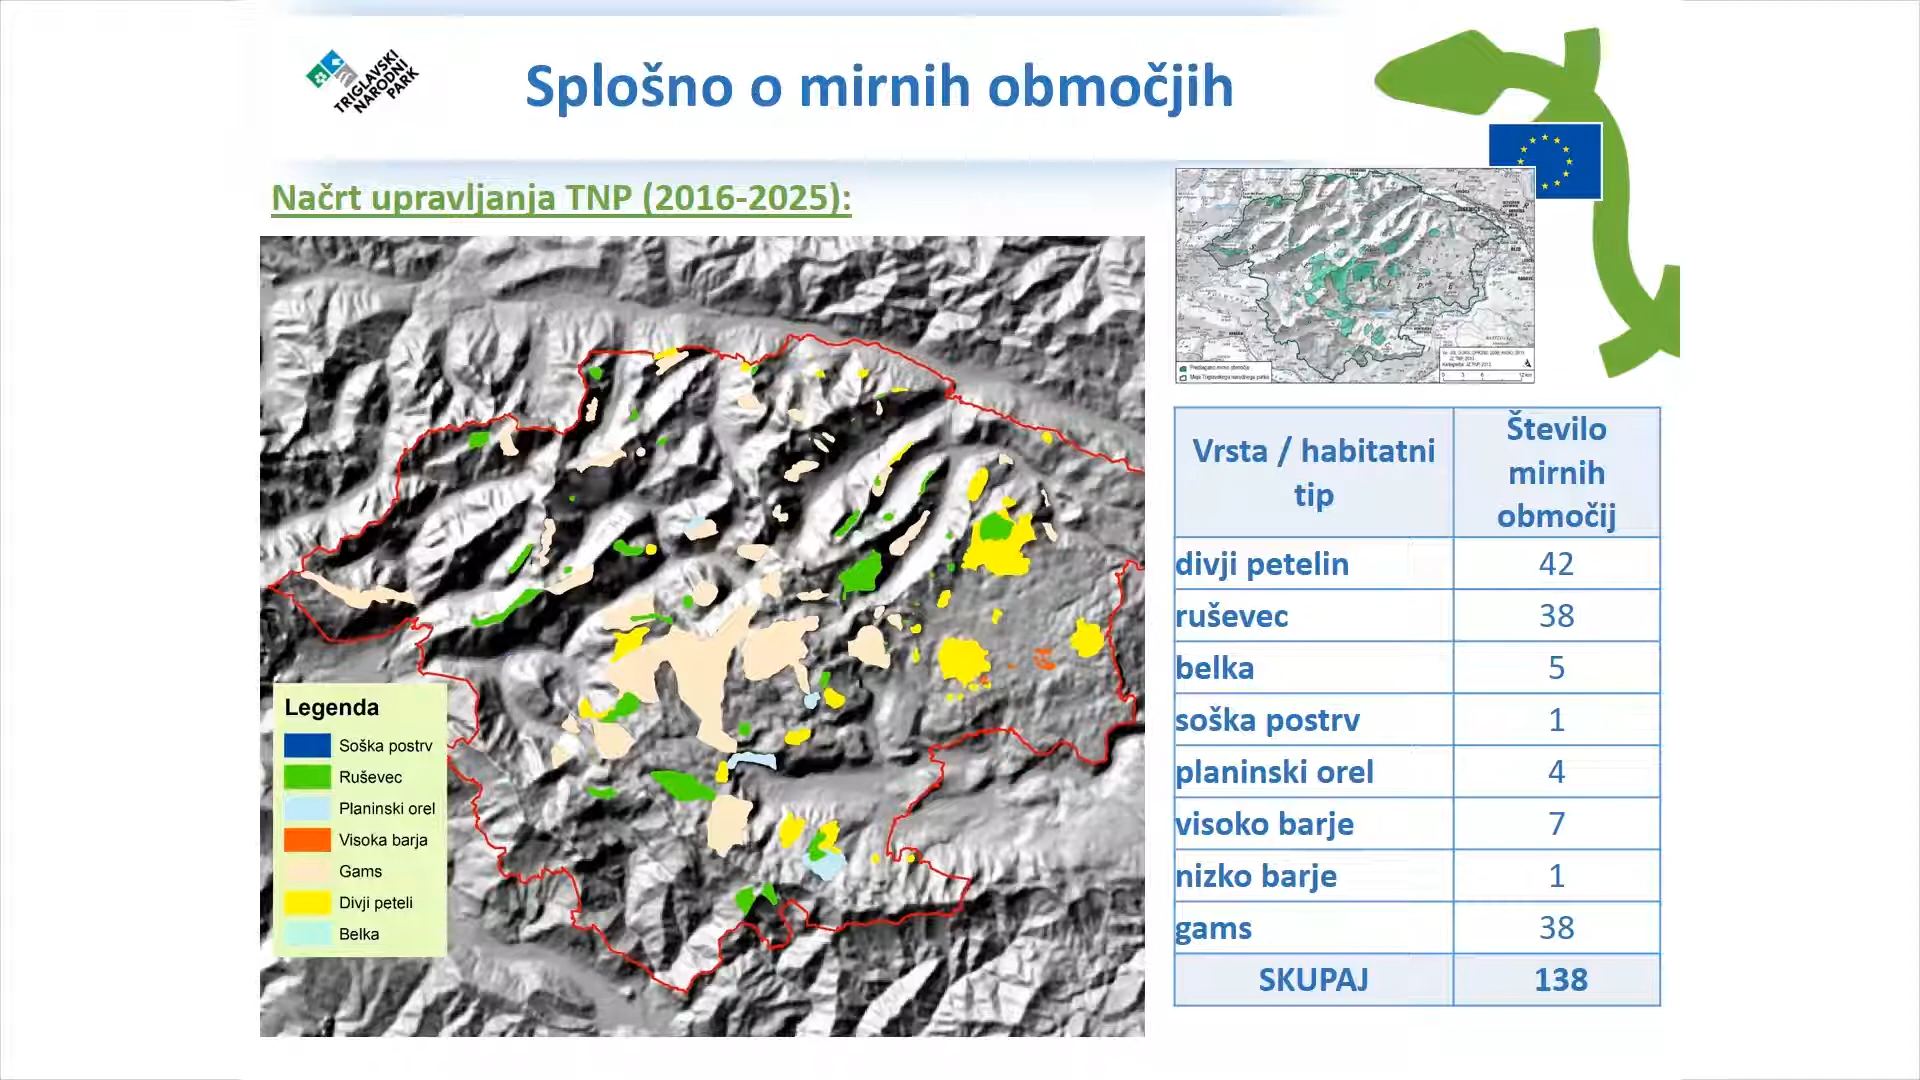 TRIGLAVSKI
NARODNI
PARK
Splošno o mirnih območjih
Načrt upravljanja TNP (2016-2025):
Legenda
Soška postrv
Ruševec
Planinski orel
Visoka barja
Gams
Divji peteli
Belka
Vrsta / habitatni
tip
Število
mirnih
območij
divji petelin
42
ruševec
38
belka
5
soška postrv
1
planinski orel
4
visoko barje
7
nizko barje
1
gams
38
SKUPAJ
138